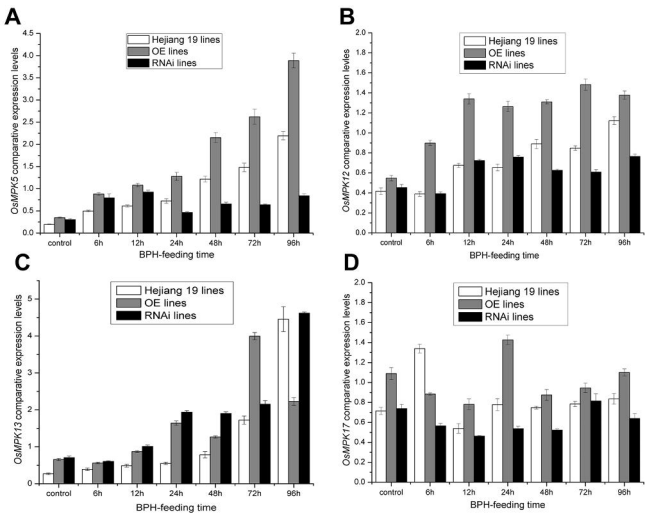 A
OsMPK5 comparative expression levels
4.5
4.0
3.5
3.0
2.5
2.0
1.5
1.0
0.5
0.0
Hejiang 19 lines
OE lines
RNAi lines
control 6h 12h 24h 48h 72h 96h
BPH-feeding time
B
OsMPK12 comparative expression levles
2.0
1.8
1.6
1.4
1.2
1.0
0.8
0.6
0.4
0.2
0.0
Hejiang 19 lines
OE lines
RNAi lines
control 6h 12h 24h 48h 72h 96h
BPH-feeding time
C
OsMPK13 comparative expression levels
5
4
3
2
1
0
Hejiang 19 lines
OE lines
RNAi lines
control 6h 12h 24h 48h 72h 96h
BPH-feeding time
D
OsMPK17 comparative expression levels
2.0
1.8
1.6
1.4
1.2
1.0
0.8
0.6
0.4
0.2
0.0
Hejiang 19 lines
OE lines
RNAi lines
control 6h 12h 24h 48h 72h 96h
BPH-feeding time